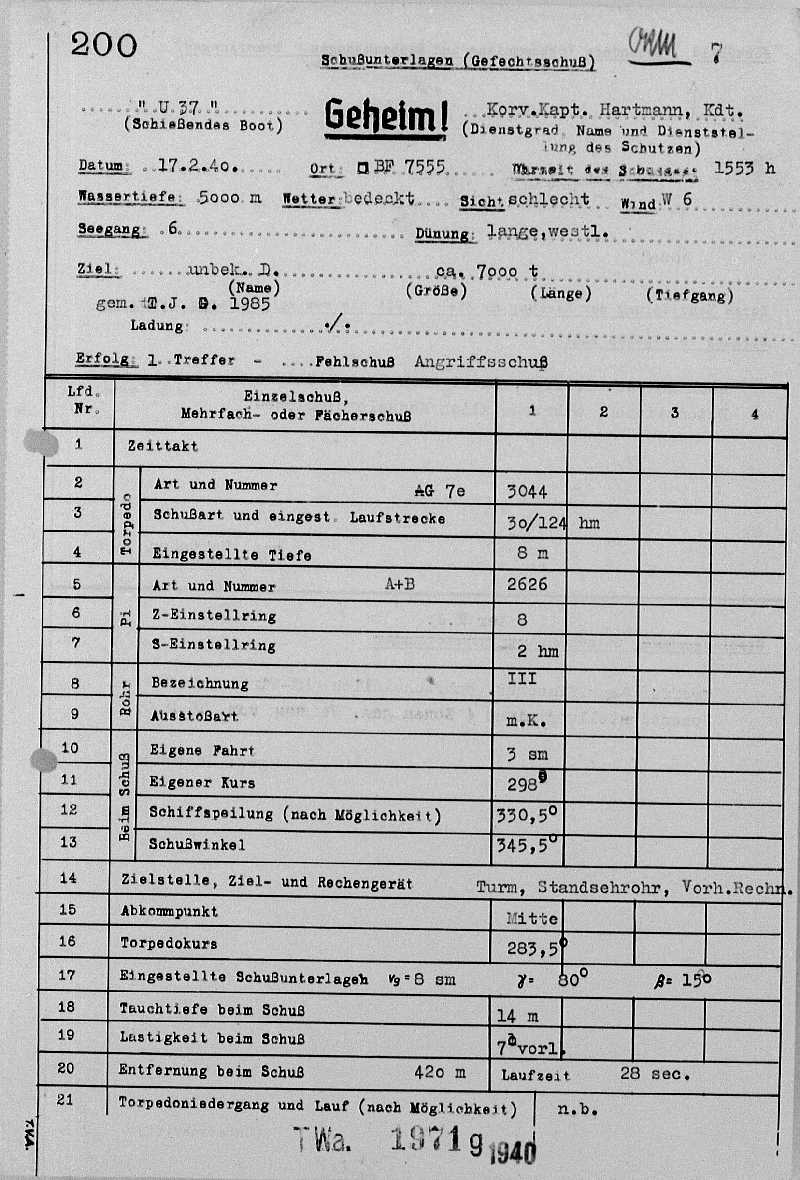 200
7
Schußunterlagen (Gefechtsschuß)
" U 37 " Geheim! Korv.Kapt. Hartmann, Kdt.
(Schießendes Boot) (Dienstgrad, Name und Dienststel-
lung des Schutzen)
Datum: 17.2.40. Ort: BF 7555 Uhrzeit des Schusses: 1553 h
Wassertiefe: 5000 m Wetter: bedeckt Sicht schlecht Wind W 6
Seegang: 6 Dünung: lange,westl.
Ziel: unbek. D. ca. 7000 t
(Name) (Größe) (Länge) (Tiefgang)
gem. T.J. D. 1985
Ladung: ./.
Erfolg: 1 Treffer - Fehlschuß Angriffsschuß
Lfd. Nr. Einzelschuß, Mehrfach- oder Fächerschuß 1 2 3 4
1 Zeittakt
Torpedo
2 Art und Nummer AG 7e 3044
3 Schußart und eingest. Laufstrecke 30/124 hm
4 Eingestellte Tiefe 8 m
Pi
5 Art und Nummer A+B 2626
6 Z-Einstellring 8
7 S-Einstellring 2 hm
Rohr
8 Bezeichnung III
9 Ausstoßart m.K.
Beim Schuß
10 Eigene Fahrt 3 sm
11 Eigener Kurs 298°
12 Schiffspeilung (nach Möglichkeit) 330,5°
13 Schußwinkel 345,5°
14 Zielstelle, Ziel- und Rechengerät Turm, Standsehrohr, Vorh.Rechn.
15 Abkommpunkt Mitte
16 Torpedokurs 283,5°
17 Eingestellte Schußunterlagen vg = 8 sm γ= 80° β= 15°
18 Tauchtiefe beim Schuß 14 m
19 Lastigkeit beim Schuß 7° vorl.
20 Entfernung beim Schuß 420 m Laufzeit 28 sec.
21 Torpedoniedergang und Lauf (nach Möglichkeit) n.b.
TWa. 1971g 1940
T.V.A.